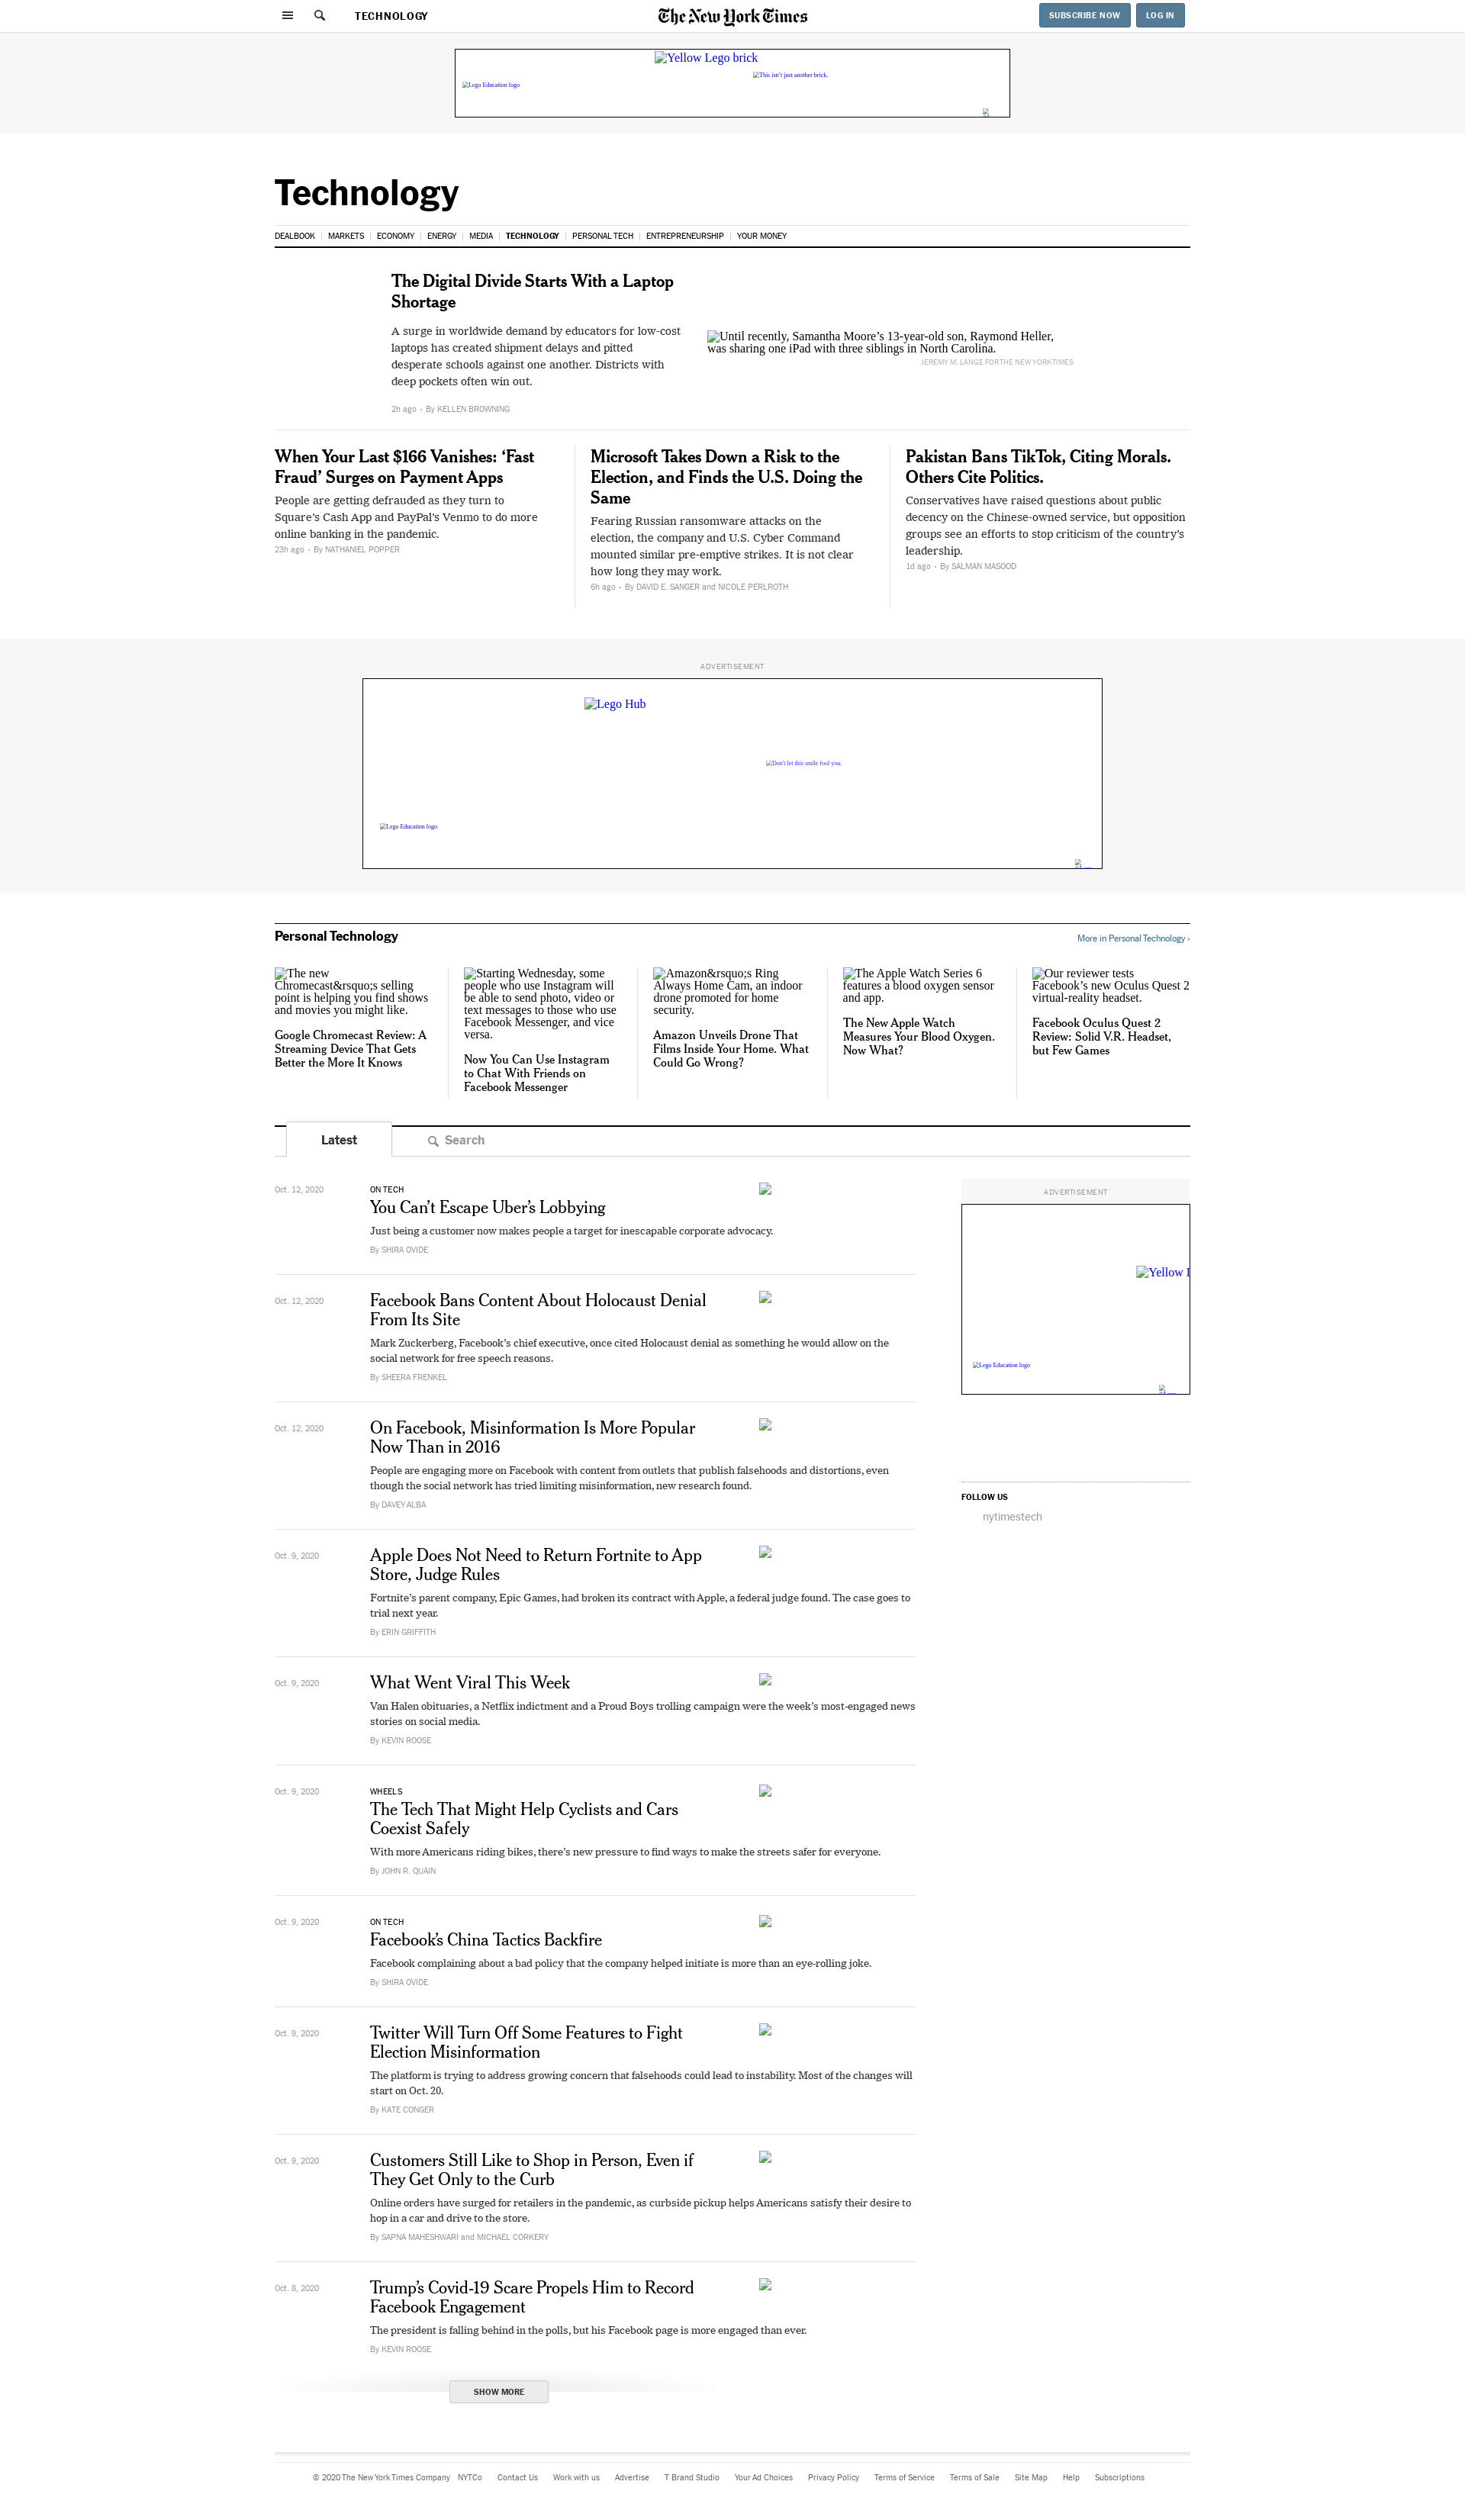 TECHNOLOGY
The New York Times
SUBSCRIBE NOW
LOG IN
Yellow Lego brick
This isn't just another brick.
Lego Education logo
Technology
DEALBOOK
MARKETS
ECONOMY
ENERGY
MEDIA
TECHNOLOGY
PERSONAL TECH
ENTREPRENEURSHIP
YOUR MONEY
The Digital Divide Starts With a Laptop
Shortage
A surge in worldwide demand by educators for low-cost
laptops has created shipment delays and pitted
desperate schools against one another. Districts with
deep pockets often win out.
2h ago • By KELLEN BROWNING
Until recently, Samantha Moore's 13-year-old son, Raymond Heller,
was sharing one iPad with three siblings in North Carolina.
JEREMY M. LANGE FOR THE NEW YORK TIMES
When Your Last $166 Vanishes: ‘Fast
Fraud’ Surges on Payment Apps
People are getting defrauded as they turn to
Square’s Cash App and PayPal’s Venmo to do more
online banking in the pandemic.
23h ago • By NATHANIEL POPPER
Microsoft Takes Down a Risk to the
Election, and Finds the U.S. Doing the
Same
Fearing Russian ransomware attacks on the
election, the company and U.S. Cyber Command
mounted similar pre-emptive strikes. It is not clear
how long they may work.
6h ago • By DAVID E. SANGER and NICOLE PERLROTH
Pakistan Bans TikTok, Citing Morals.
Others Cite Politics.
Conservatives have raised questions about public
decency on the Chinese-owned service, but opposition
groups see an efforts to stop criticism of the country’s
leadership.
1d ago • By SALMAN MASOOD
ADVERTISEMENT
Lego Hub
Don't let this smile fool you.
Lego Education logo
Personal Technology
More in Personal Technology ›
The new
Chromecast&rsquo;s selling
point is helping you find shows
and movies you might like.
Google Chromecast Review: A
Streaming Device That Gets
Better the More It Knows
Starting Wednesday, some
people who use Instagram will
be able to send photo, video or
text messages to those who use
Facebook Messenger, and vice
versa.
Now You Can Use Instagram
to Chat With Friends on
Facebook Messenger
Amazon&rsquo;s Ring
Always Home Cam, an indoor
drone promoted for home
security.
Amazon Unveils Drone That
Films Inside Your Home. What
Could Go Wrong?
The Apple Watch Series 6
features a blood oxygen sensor
and app.
The New Apple Watch
Measures Your Blood Oxygen.
Now What?
Our reviewer tests
Facebook’s new Oculus Quest 2
virtual-reality headset.
Facebook Oculus Quest 2
Review: Solid V.R. Headset,
but Few Games
Latest
Search
Oct. 12, 2020
ON TECH
You Can’t Escape Uber’s Lobbying
Just being a customer now makes people a target for inescapable corporate advocacy.
By SHIRA OVIDE
Oct. 12, 2020
Facebook Bans Content About Holocaust Denial
From Its Site
Mark Zuckerberg, Facebook’s chief executive, once cited Holocaust denial as something he would allow on the
social network for free speech reasons.
By SHEERA FRENKEL
Oct. 12, 2020
On Facebook, Misinformation Is More Popular
Now Than in 2016
People are engaging more on Facebook with content from outlets that publish falsehoods and distortions, even
though the social network has tried limiting misinformation, new research found.
By DAVEY ALBA
Oct. 9, 2020
Apple Does Not Need to Return Fortnite to App
Store, Judge Rules
Fortnite’s parent company, Epic Games, had broken its contract with Apple, a federal judge found. The case goes to
trial next year.
By ERIN GRIFFITH
Oct. 9, 2020
What Went Viral This Week
Van Halen obituaries, a Netflix indictment and a Proud Boys trolling campaign were the week’s most-engaged news
stories on social media.
By KEVIN ROOSE
Oct. 9, 2020
WHEELS
The Tech That Might Help Cyclists and Cars
Coexist Safely
With more Americans riding bikes, there’s new pressure to find ways to make the streets safer for everyone.
By JOHN R. QUAIN
Oct. 9, 2020
ON TECH
Facebook’s China Tactics Backfire
Facebook complaining about a bad policy that the company helped initiate is more than an eye-rolling joke.
By SHIRA OVIDE
Oct. 9, 2020
Twitter Will Turn Off Some Features to Fight
Election Misinformation
The platform is trying to address growing concern that falsehoods could lead to instability. Most of the changes will
start on Oct. 20.
By KATE CONGER
Oct. 9, 2020
Customers Still Like to Shop in Person, Even if
They Get Only to the Curb
Online orders have surged for retailers in the pandemic, as curbside pickup helps Americans satisfy their desire to
hop in a car and drive to the store.
By SAPNA MAHESHWARI and MICHAEL CORKERY
Oct. 8, 2020
Trump’s Covid-19 Scare Propels Him to Record
Facebook Engagement
The president is falling behind in the polls, but his Facebook page is more engaged than ever.
By KEVIN ROOSE
SHOW MORE
ADVERTISEMENT
Yellow
Lego Education logo
FOLLOW US
nytimestech
© 2020 The New York Times Company
NYTCo
Contact Us
Work with us
Advertise
T Brand Studio
Your Ad Choices
Privacy Policy
Terms of Service
Terms of Sale
Site Map
Help
Subscriptions